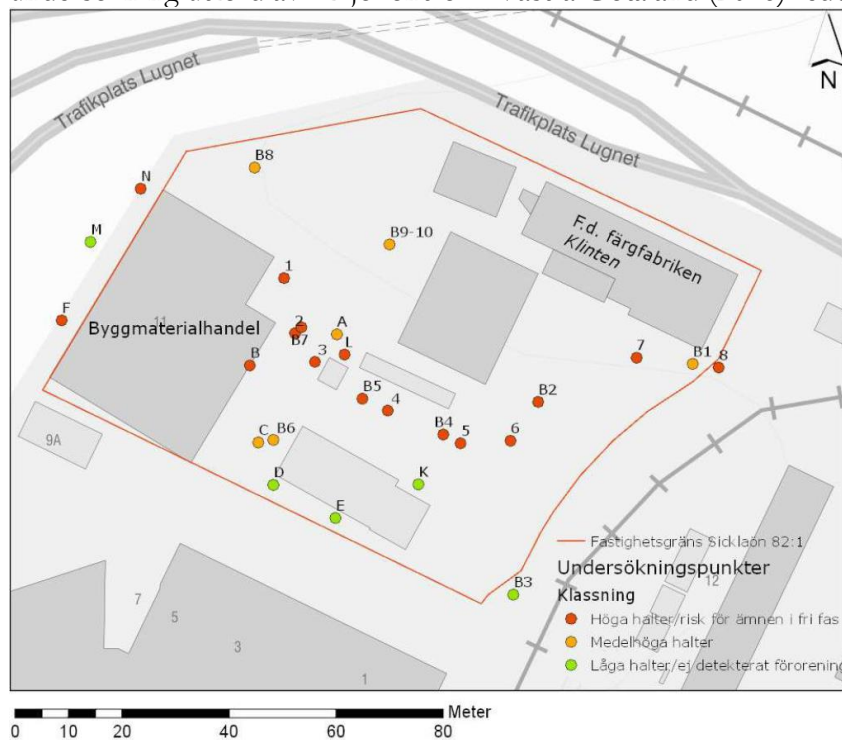 Trafikplats Lugnet
Trafikplats Lugnet
N
B8
N
M
B9-10
F.d. färgfabriken
Klinten
1
F
11
Byggmaterialhandel
2
B7
A
L
3
B
7
B1
8
B5
4
B2
B4
5
6
9A
C
B6
D
K
E
B3
Fastighetsgräns Sicklaön 82:1
Undersökningspunkter
12
Klassning
Höga halter/risk för ämnen i fri fas
Medelhöga halter
Låga halter/ej detekterat förorening
7
5
3
1
Meter
0 10 20 40 60 80